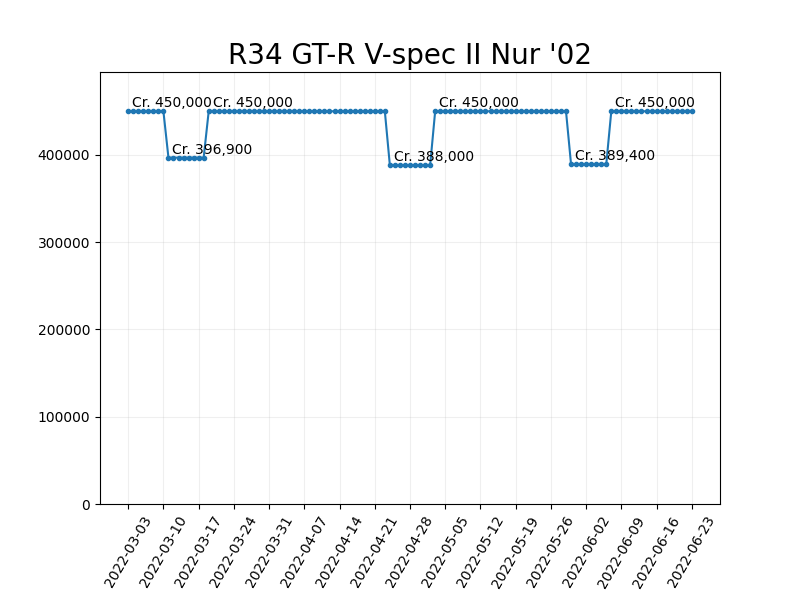 R34 GT-R V-spec II Nur '02
Cr. 450,000
Cr. 450,000
Cr. 450,000
Cr. 450,000
Cr. 396,900
Cr. 388,000
Cr. 389,400
400000
300000
200000
100000
0
2022-03-03
2022-03-10
2022-03-17
2022-03-24
2022-03-31
2022-04-07
2022-04-14
2022-04-21
2022-04-28
2022-05-05
2022-05-12
2022-05-19
2022-05-26
2022-06-02
2022-06-09
2022-06-16
2022-06-23